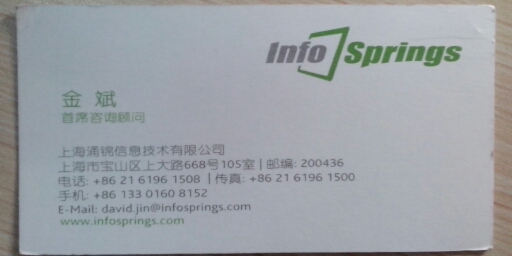 Info Springs
金 斌
首席咨询顾问
上海涌锦信息技术有限公司
上海市宝山区上大路668号105室 | 邮编: 200436
电话: +86 21 6196 1508 | 传真: +86 21 6196 1500
手机: +86 133 0160 8152
E-Mail: david.jin@infosprings.com
www.infosprings.com